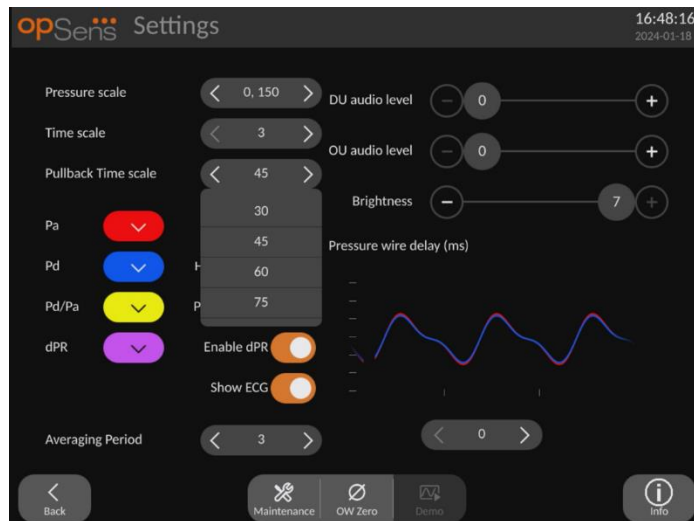 opSens Settings
16:48:16
2024-01-18
Pressure scale
0, 150
Time scale
3
Pullback Time scale
45
30
45
60
75
Pa
Pd
H
Pd/Pa
P
dPR
Enable dPR
Show ECG
Averaging Period
3
DU audio level
0
OU audio level
0
Brightness
7
Pressure wire delay (ms)
0
Back
Maintenance
OW Zero
Demo
Info